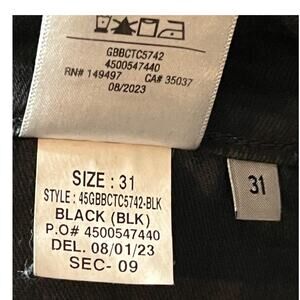 GBBCTC5742
4500547440
RN# 149497 CA# 35037
08/2023
SIZE : 31
STYLE : 45GBBCTC5742-BLK
BLACK (BLK)
P.O# 4500547440
DEL. 08/01/23
SEC- 09
31